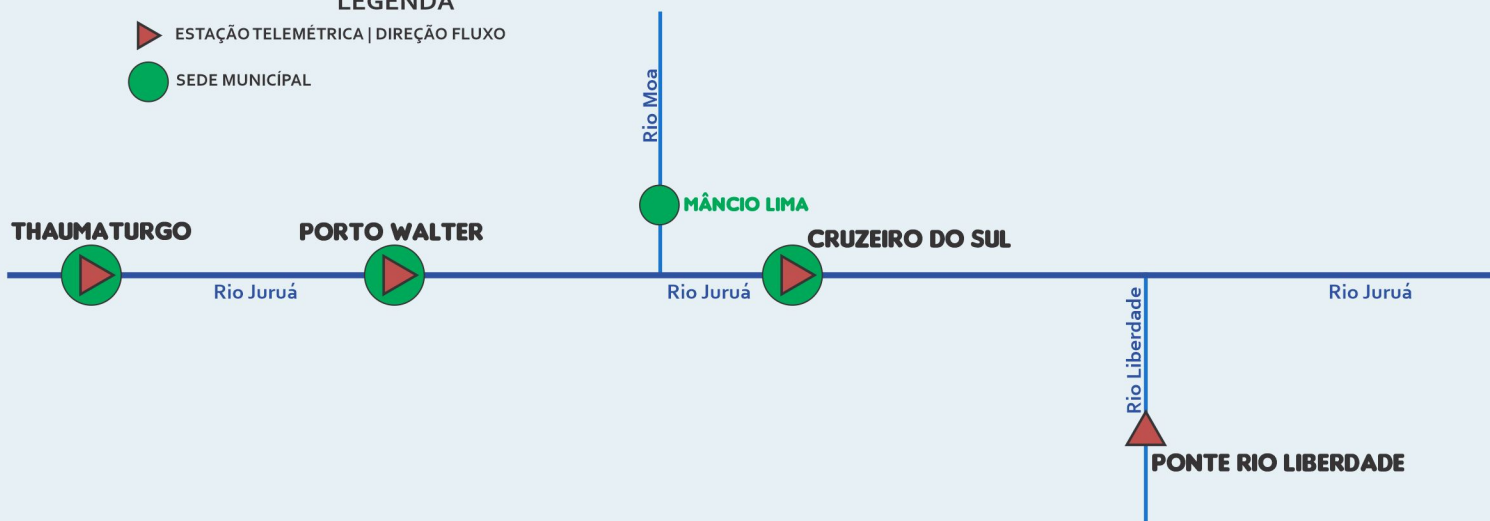 LEGENDA
ESTAÇÃO TELEMÉTRICA | DIREÇÃO FLUXO
SEDE MUNICÍPAL
Rio Moa
MÂNCIO LIMA
THAUMATURGO
PORTO WALTER
CRUZEIRO DO SUL
Rio Juruá
Rio Juruá
Rio Juruá
Rio Liberdade
PONTE RIO LIBERDADE